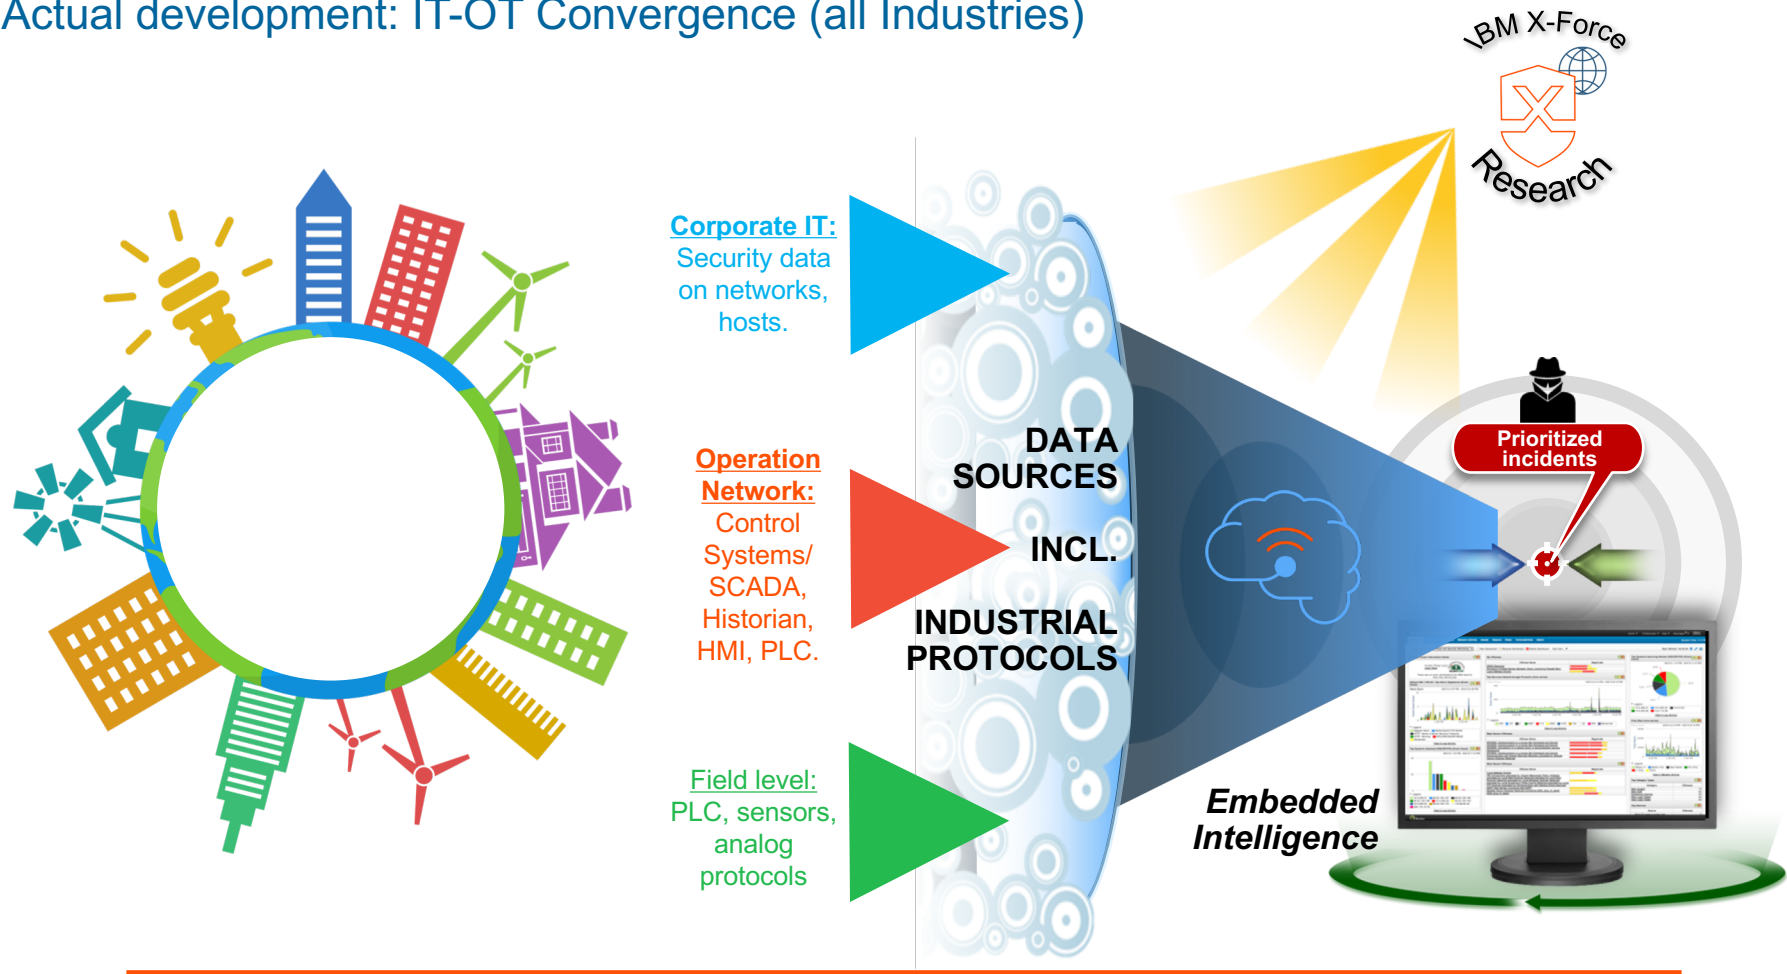 Actual development: IT-OT Convergence (all Industries)
IBM X-Force
Research
Corporate IT:
Security data
on networks,
hosts.
Operation
Network:
Control
Systems/
SCADA,
Historian,
HMI, PLC.
Field level:
PLC, sensors,
analog
protocols
DATA
SOURCES
INCL.
INDUSTRIAL
PROTOCOLS
Prioritized
incidents
Embedded
Intelligence